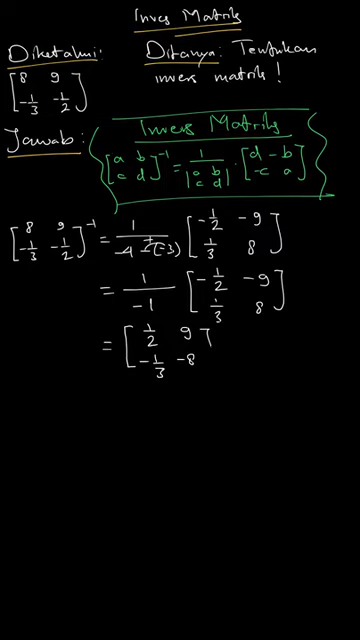 Invers Matriks
Diketahui: Ditanya: Tentukan
[8 9; -1/3 -1/2] invers matriks!
Jawab:
Invers Matriks
[a b; c d]^-1 = 1/|a b; c d| · [d -b; -c a]
[8 9; -1/3 -1/2]^-1 = 1/(-4 (-3)) [-1/2 -9; 1/3 8]
= 1/-1 [-1/2 -9; 1/3 8]
= [1/2 9; -1/3 -8]